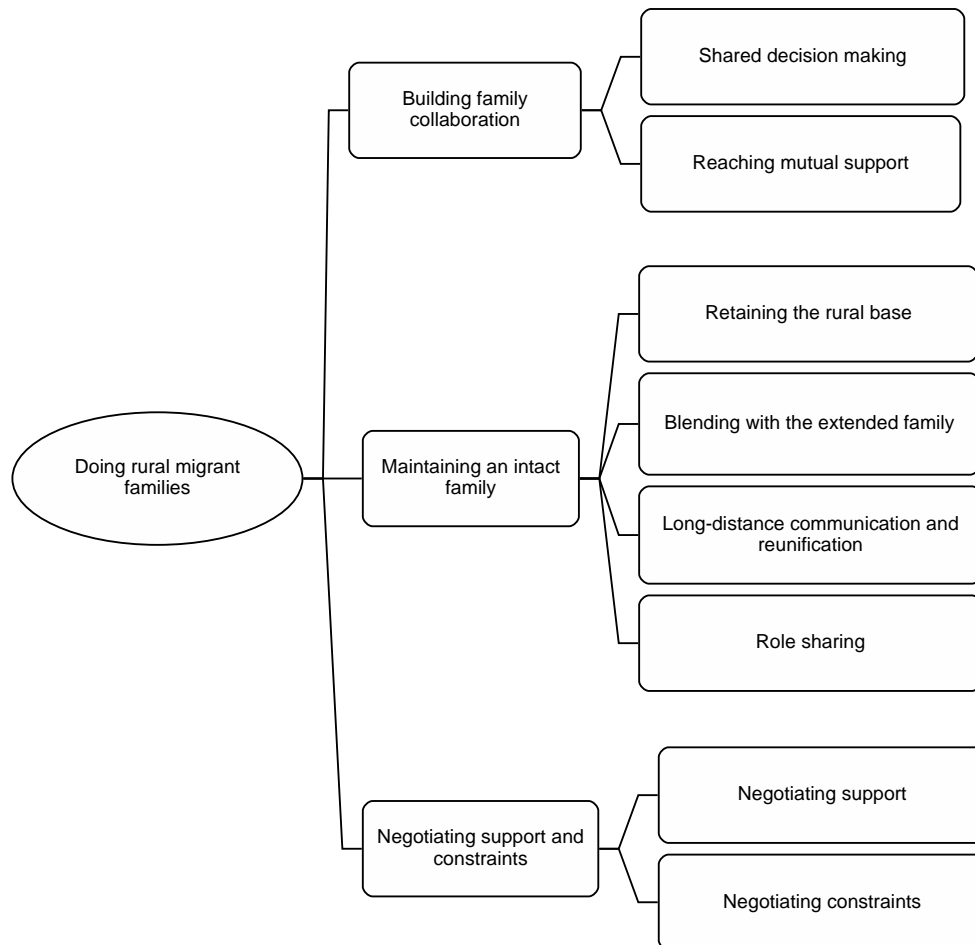 Shared decision making
Building family
collaboration
Reaching mutual support
Retaining the rural base
Blending with the extended family
Doing rural migrant
families
Maintaining an intact
family
Long-distance communication and
reunification
Role sharing
Negotiating support
Negotiating support and
constraints
Negotiating constraints